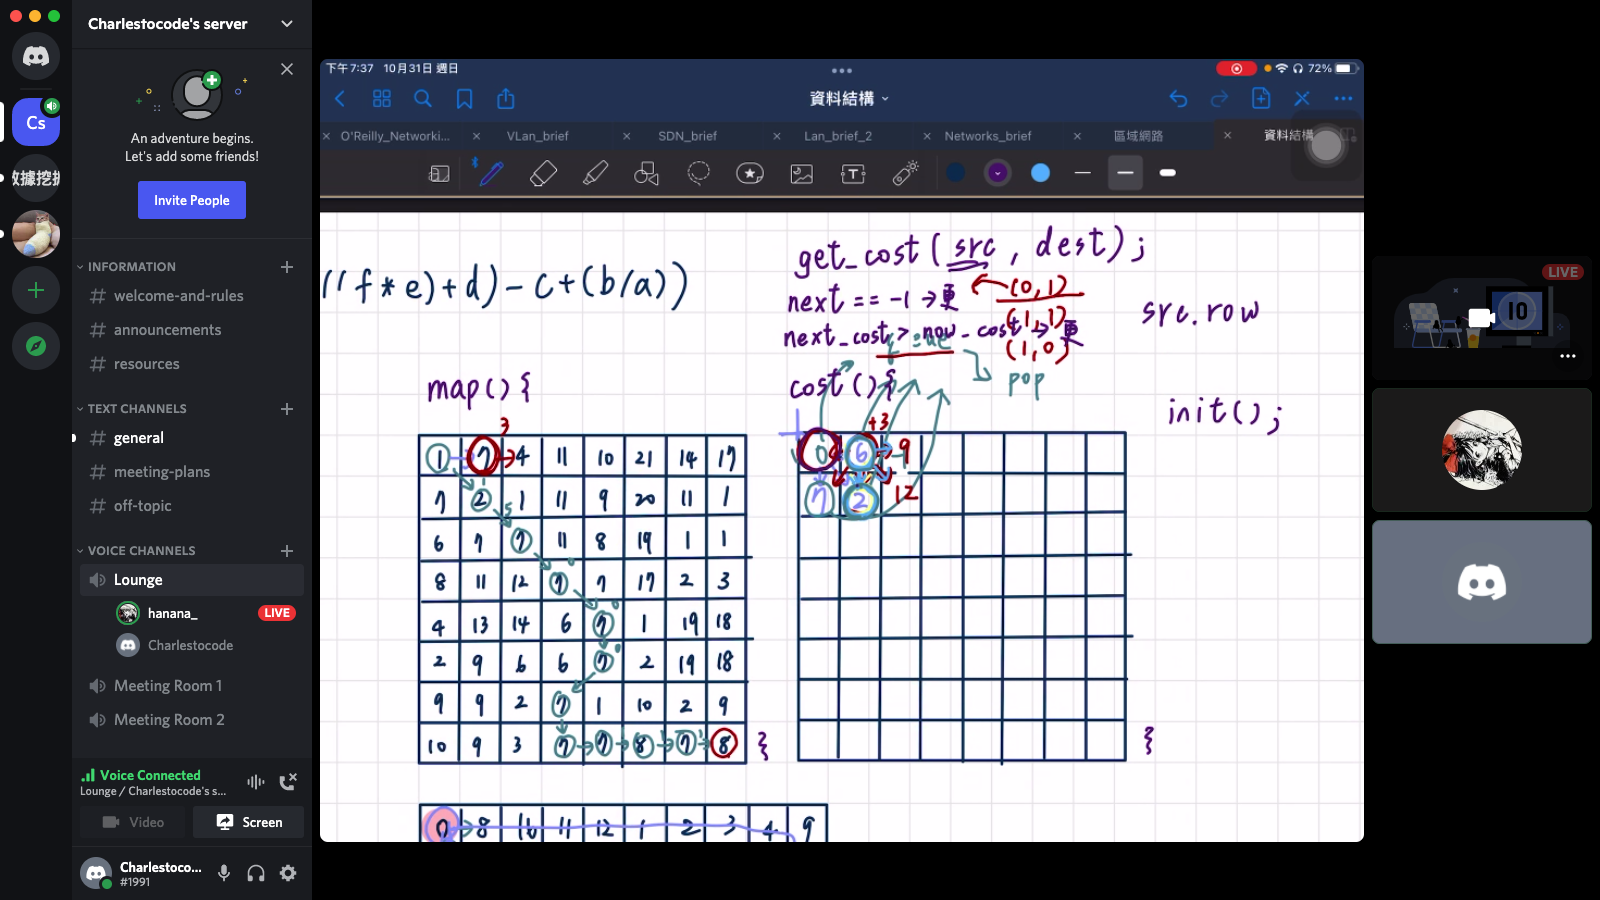 Charlestocode's server
Cs
An adventure begins.
Let's add some friends!
Invite People
INFORMATION
# welcome-and-rules
# announcements
# resources
TEXT CHANNELS
# general
# meeting-plans
# off-topic
VOICE CHANNELS
Lounge
hanana_ LIVE
Charlestocode
Meeting Room 1
Meeting Room 2
Voice Connected
Lounge / Charlestocode's s...
Video
Screen
Charlestoco...
#1991
下午7:37 10月31日 週日
72%
資料結構
O'Reilly_Networki...
VLan_brief
SDN_brief
Lan_brief_2
Networks_brief
區域網路
資料結構
((f*e)+d)-c+(b/a))
get_cost(src, dest);
next == -1 → 更
(0,1)
next_cost > now_cost → 更
(1,1)
(1,0)
pop
src.row
init();
map(){
3
1 7 4 11 10 21 14 17
7 2 1 11 9 20 11 1
6 7 7 11 8 19 1 1
8 11 12 7 7 17 2 3
4 13 14 6 7 1 19 18
2 9 6 6 7 2 19 18
9 9 2 7 1 10 2 9
10 9 3 7 7 8 7 8
}
cost(){
+3
0 6 9
7 2 12
}
0 8 16 11 12 1 2 3 4 9
LIVE
10